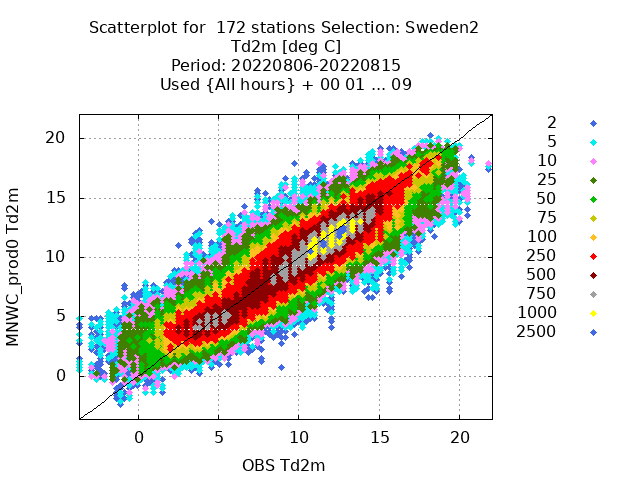 Scatterplot for  172 stations Selection: Sweden2
Td2m [deg C]
Period: 20220806-20220815
Used {All hours} + 00 01 ... 09
MNWC_prod0 Td2m
20
15
10
5
0
0 5 10 15 20
OBS Td2m
2
5
10
25
50
75
100
250
500
750
1000
2500